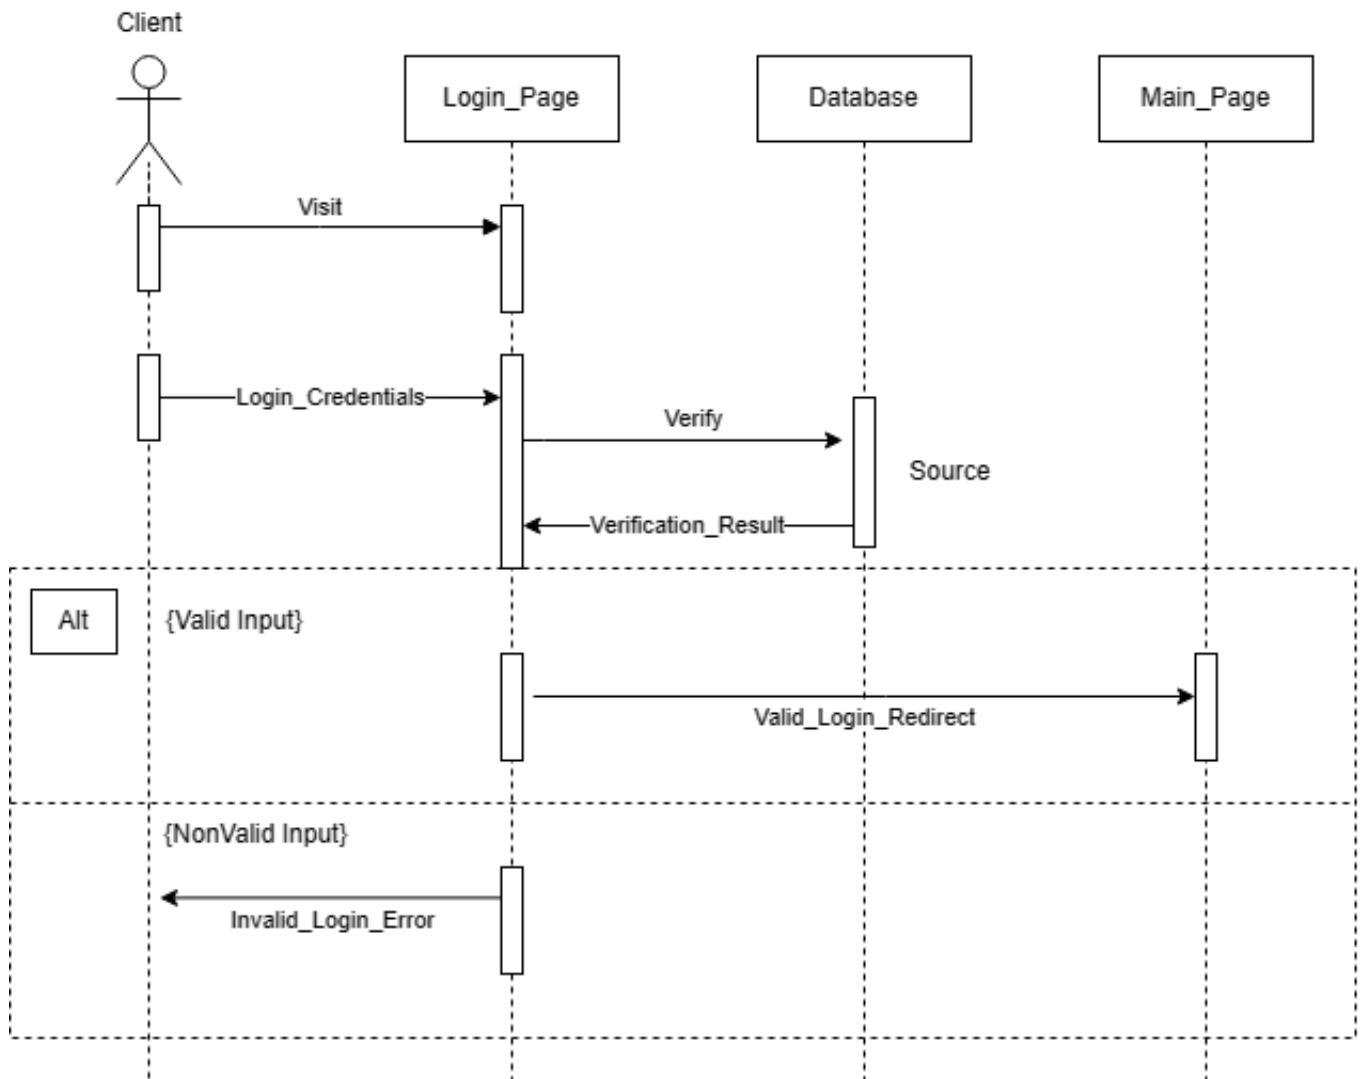 Client
Login_Page
Database
Main_Page
Visit
Login_Credentials
Verify
Source
Verification_Result
Alt
{Valid Input}
Valid_Login_Redirect
{NonValid Input}
Invalid_Login_Error